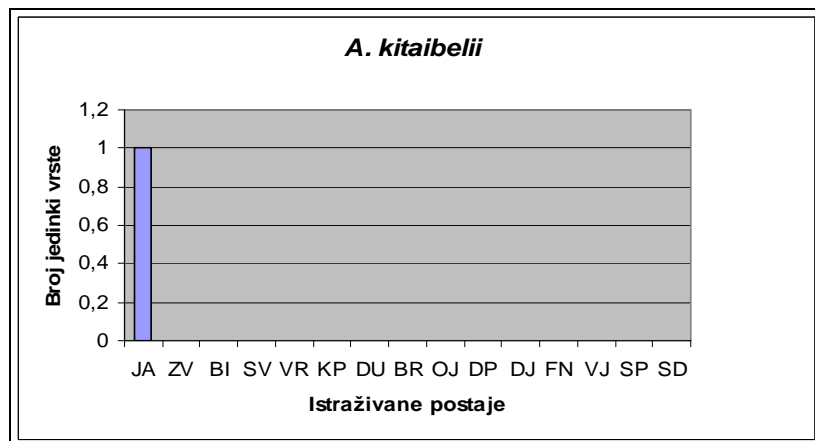 A. kitaibelii
1,2
1
0,8
0,6
0,4
0,2
0
Broj jedinki vrste
JA ZV BI SV VR KP DU BR OJ DP DJ FN VJ SP SD
Istraživane postaje